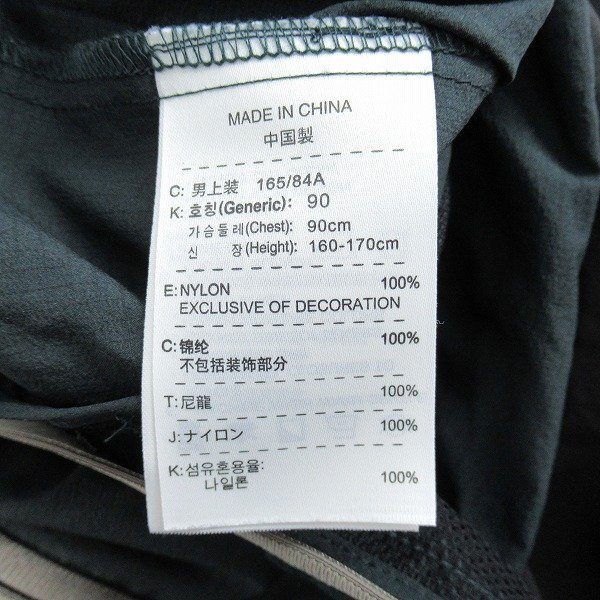 MADE IN CHINA
中国製
C: 男上装 165/84A
K: 호칭(Generic): 90
가슴둘레(Chest): 90cm
신 장(Height): 160-170cm
E: NYLON 100%
EXCLUSIVE OF DECORATION
C: 锦纶 100%
不包括装饰部分
T: 尼龍 100%
J: ナイロン 100%
K: 섬유혼용율:
나일론 100%